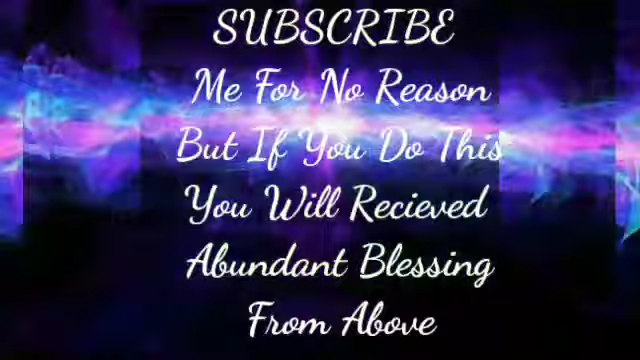 SUBSCRIBE
Me For No Reason
But If You Do This
You Will Recieved
Abundant Blessing
From Above